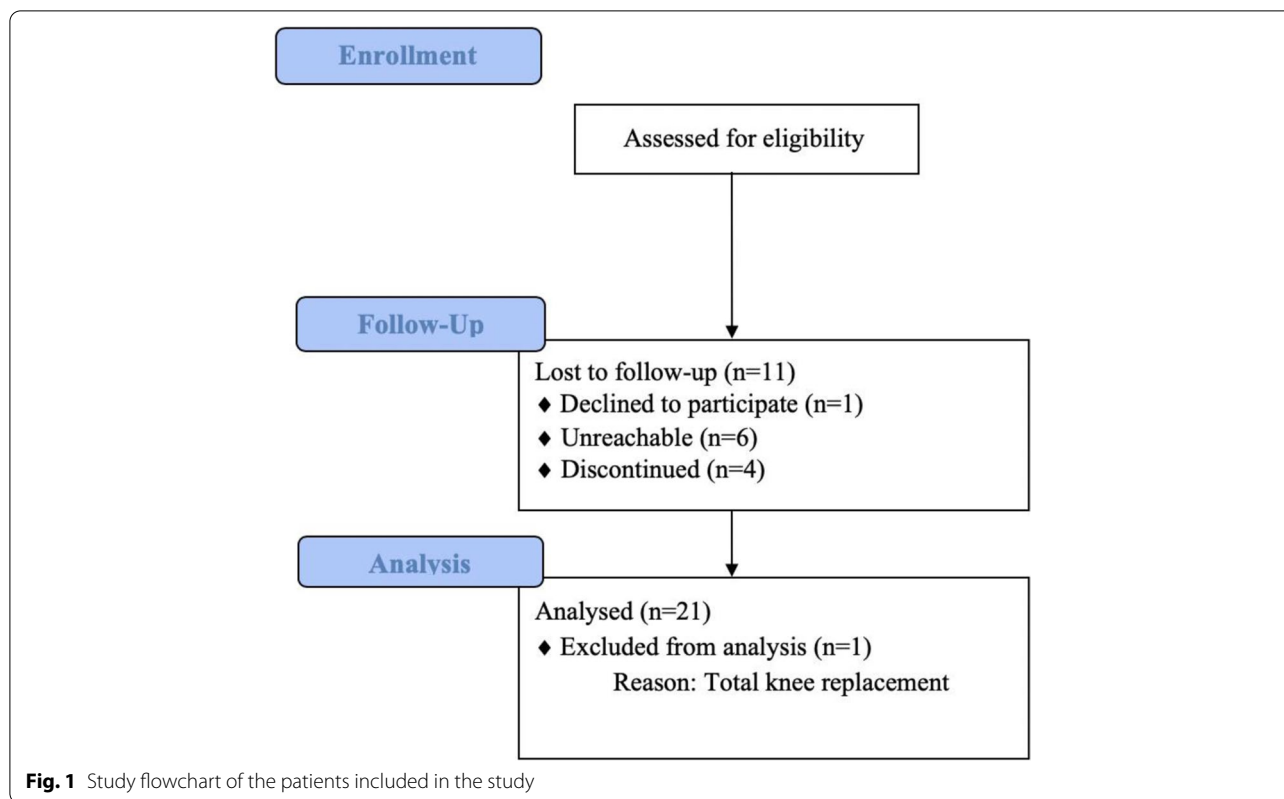 Enrollment
Assessed for eligibility
Follow-Up
Lost to follow-up (n=11)
♦ Declined to participate (n=1)
♦ Unreachable (n=6)
♦ Discontinued (n=4)
Analysis
Analysed (n=21)
♦ Excluded from analysis (n=1)
Reason: Total knee replacement
Fig. 1 Study flowchart of the patients included in the study